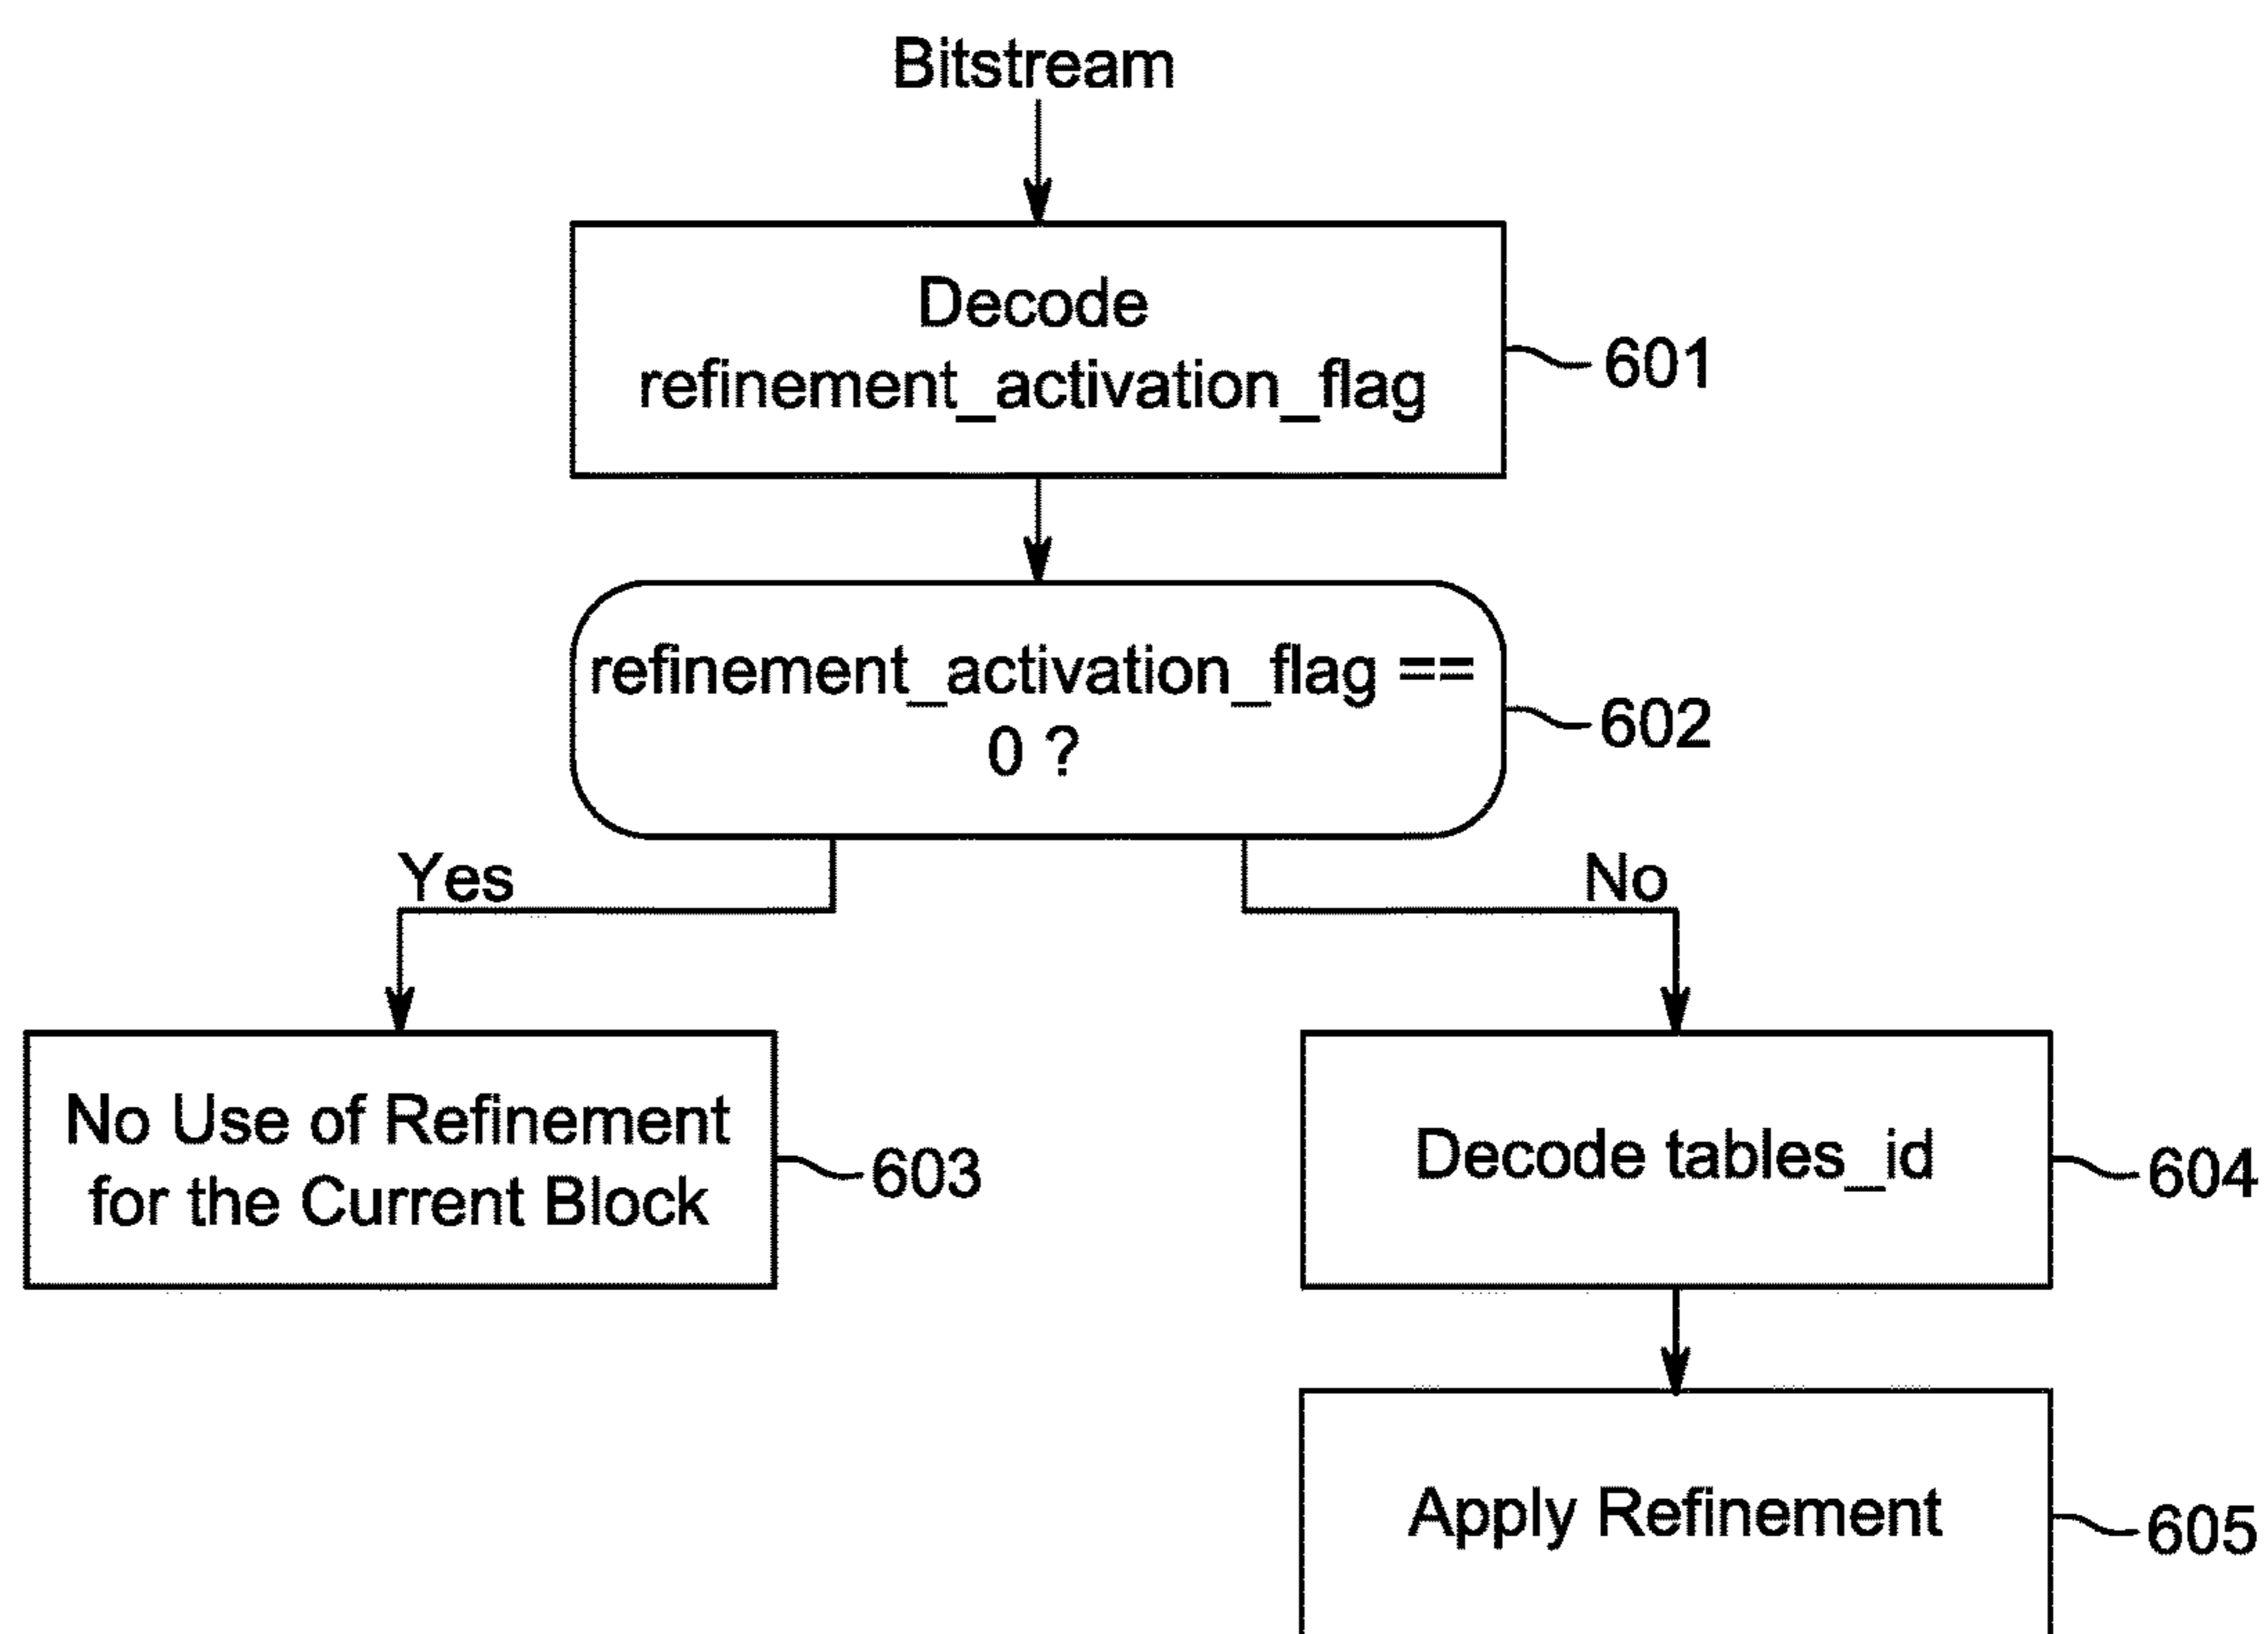 Bitstream
Decode
refinement_activation_flag
601
refinement_activation_flag ==
0 ?
602
Yes
No
No Use of Refinement
for the Current Block
603
Decode tables_id
604
Apply Refinement
605